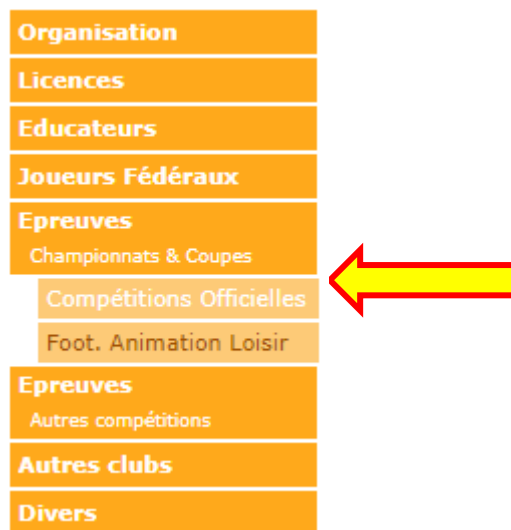 Organisation
Licences
Educateurs
Joueurs Fédéraux
Epreuves
Championnats & Coupes
Compétitions Officielles
Foot. Animation Loisir
Epreuves
Autres compétitions
Autres clubs
Divers